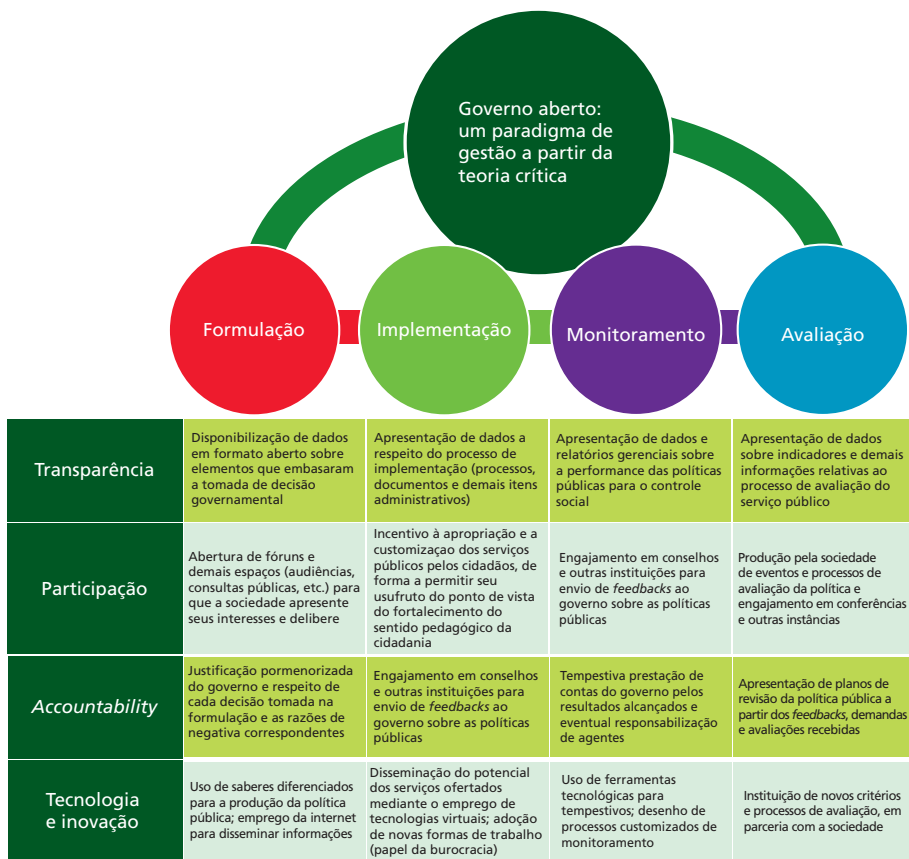 Governo aberto:
um paradigma de
gestão a partir da
teoria crítica
Formulação
Implementação
Monitoramento
Avaliação
Transparência
Disponibilização de dados
em formato aberto sobre
elementos que embasaram
a tomada de decisão
governamental
Apresentação de dados a
respeito do processo de
implementação (processos,
documentos e demais itens
administrativos)
Apresentação de dados e
relatórios gerenciais sobre
a performance das políticas
públicas para o controle
social
Apresentação de dados
sobre indicadores e demais
informações relativas ao
processo de avaliação do
serviço público
Participação
Abertura de fóruns e
demais espaços (audiências,
consultas públicas, etc.) para
que a sociedade apresente
seus interesses e delibere
Incentivo à apropriação e a
customizaçao dos serviços
públicos pelos cidadãos, de
forma a permitir seu
usufruto do ponto de vista
do fortalecimento do
sentido pedagógico da
cidadania
Engajamento em conselhos
e outras instituições para
envio de feedbacks ao
governo sobre as políticas
públicas
Produção pela sociedade
de eventos e processos de
avaliação da política e
engajamento em conferências
e outras instâncias
Accountability
Justificação pormenorizada
do governo e respeito de
cada decisão tomada na
formulação e as razões de
negativa correspondentes
Engajamento em conselhos
e outras instituições para
envio de feedbacks ao
governo sobre as políticas
públicas
Tempestiva prestação de
contas do governo pelos
resultados alcançados e
eventual responsabilização
de agentes
Apresentação de planos de
revisão da política pública a
partir dos feedbacks, demandas
e avaliações recebidas
Tecnologia
e inovação
Uso de saberes diferenciados
para a produção da política
pública; emprego da internet
para disseminar informações
Disseminação do potencial
dos serviços ofertados
mediante o emprego de
tecnologias virtuais; adoção
de novas formas de trabalho
(papel da burocracia)
Uso de ferramentas
tecnológicas para
tempestivos; desenho de
processos customizados de
monitoramento
Instituição de novos critérios
e processos de avaliação, em
parceria com a sociedade